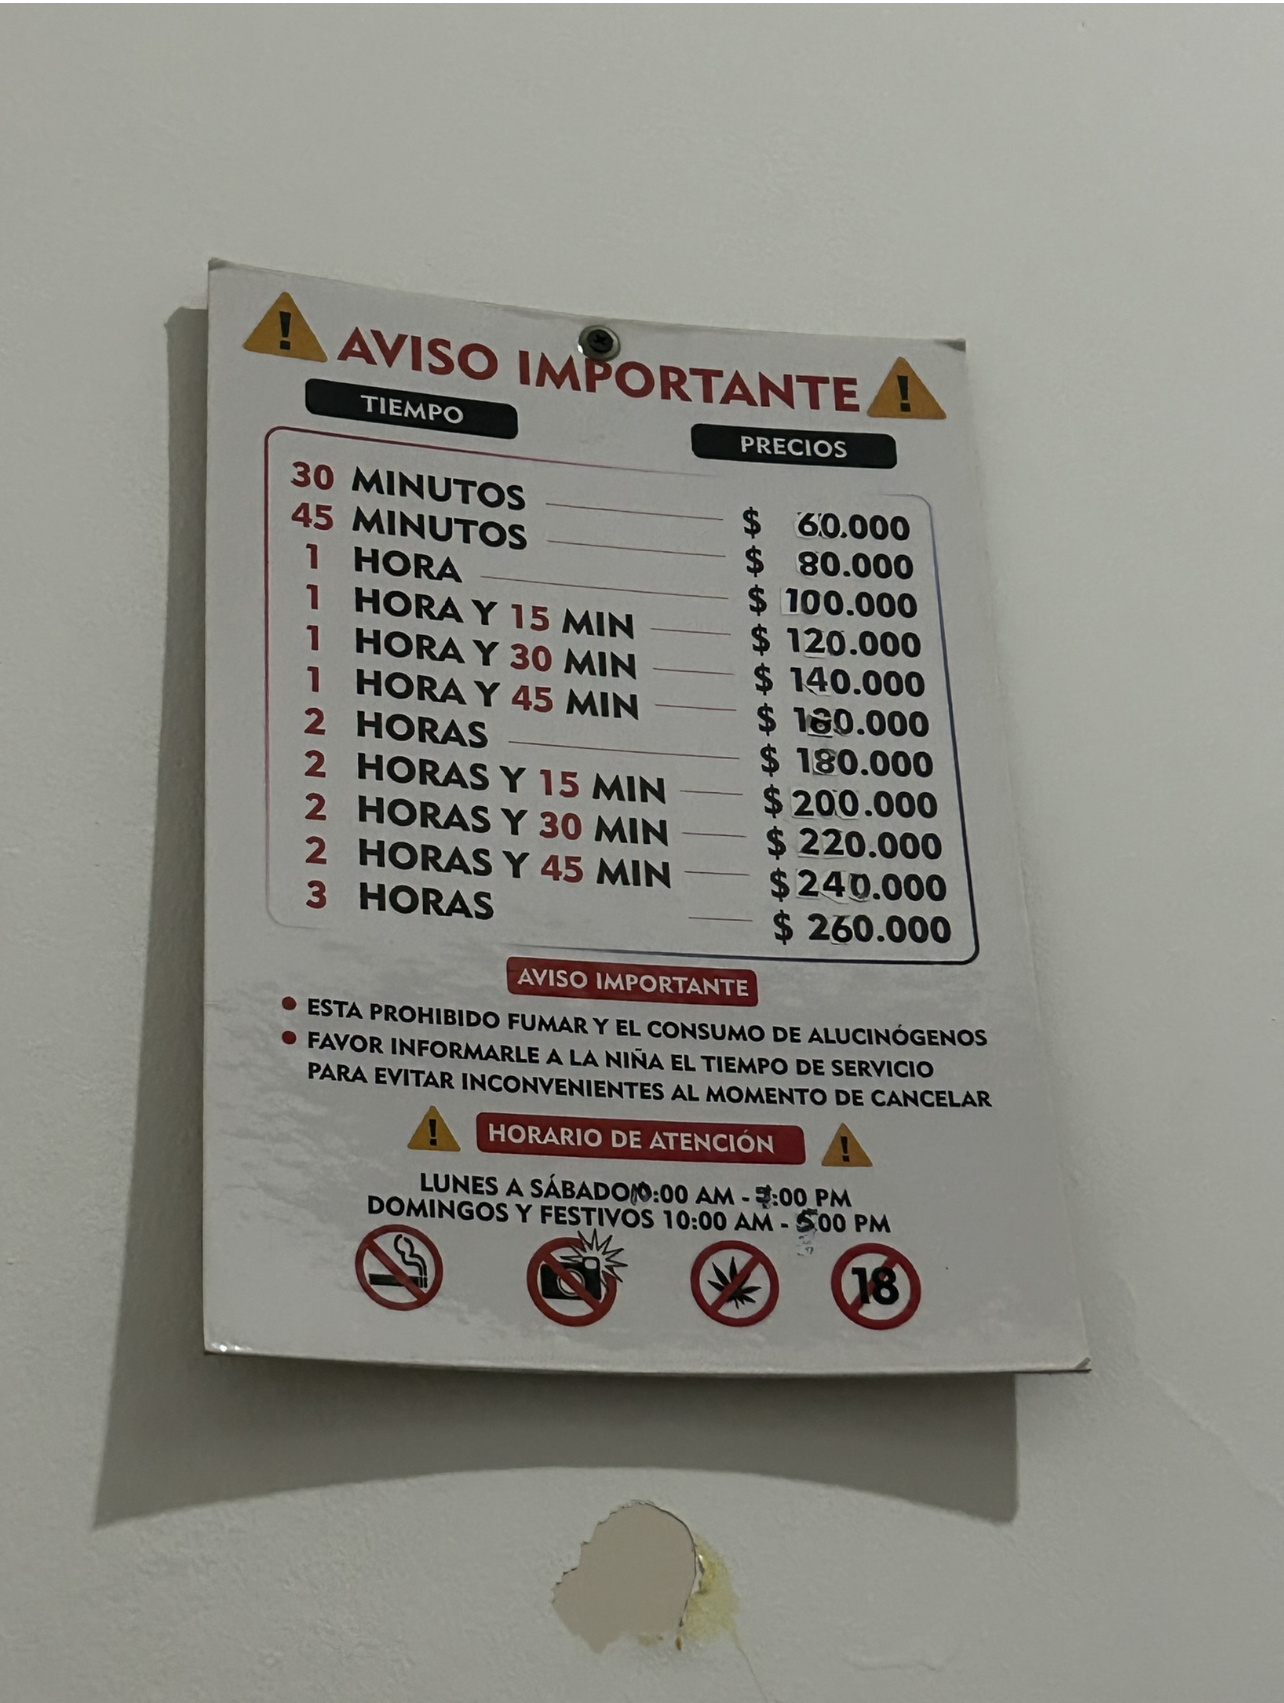 AVISO IMPORTANTE
TIEMPO PRECIOS
30 MINUTOS $ 60.000
45 MINUTOS $ 80.000
1 HORA $ 100.000
1 HORA Y 15 MIN $ 120.000
1 HORA Y 30 MIN $ 140.000
1 HORA Y 45 MIN $ 160.000
2 HORAS $ 180.000
2 HORAS Y 15 MIN $ 200.000
2 HORAS Y 30 MIN $ 220.000
2 HORAS Y 45 MIN $ 240.000
3 HORAS $ 260.000
AVISO IMPORTANTE
• ESTA PROHIBIDO FUMAR Y EL CONSUMO DE ALUCINÓGENOS
• FAVOR INFORMARLE A LA NIÑA EL TIEMPO DE SERVICIO
PARA EVITAR INCONVENIENTES AL MOMENTO DE CANCELAR
HORARIO DE ATENCIÓN
LUNES A SÁBADO 10:00 AM - :00 PM
DOMINGOS Y FESTIVOS 10:00 AM - 5:00 PM
18